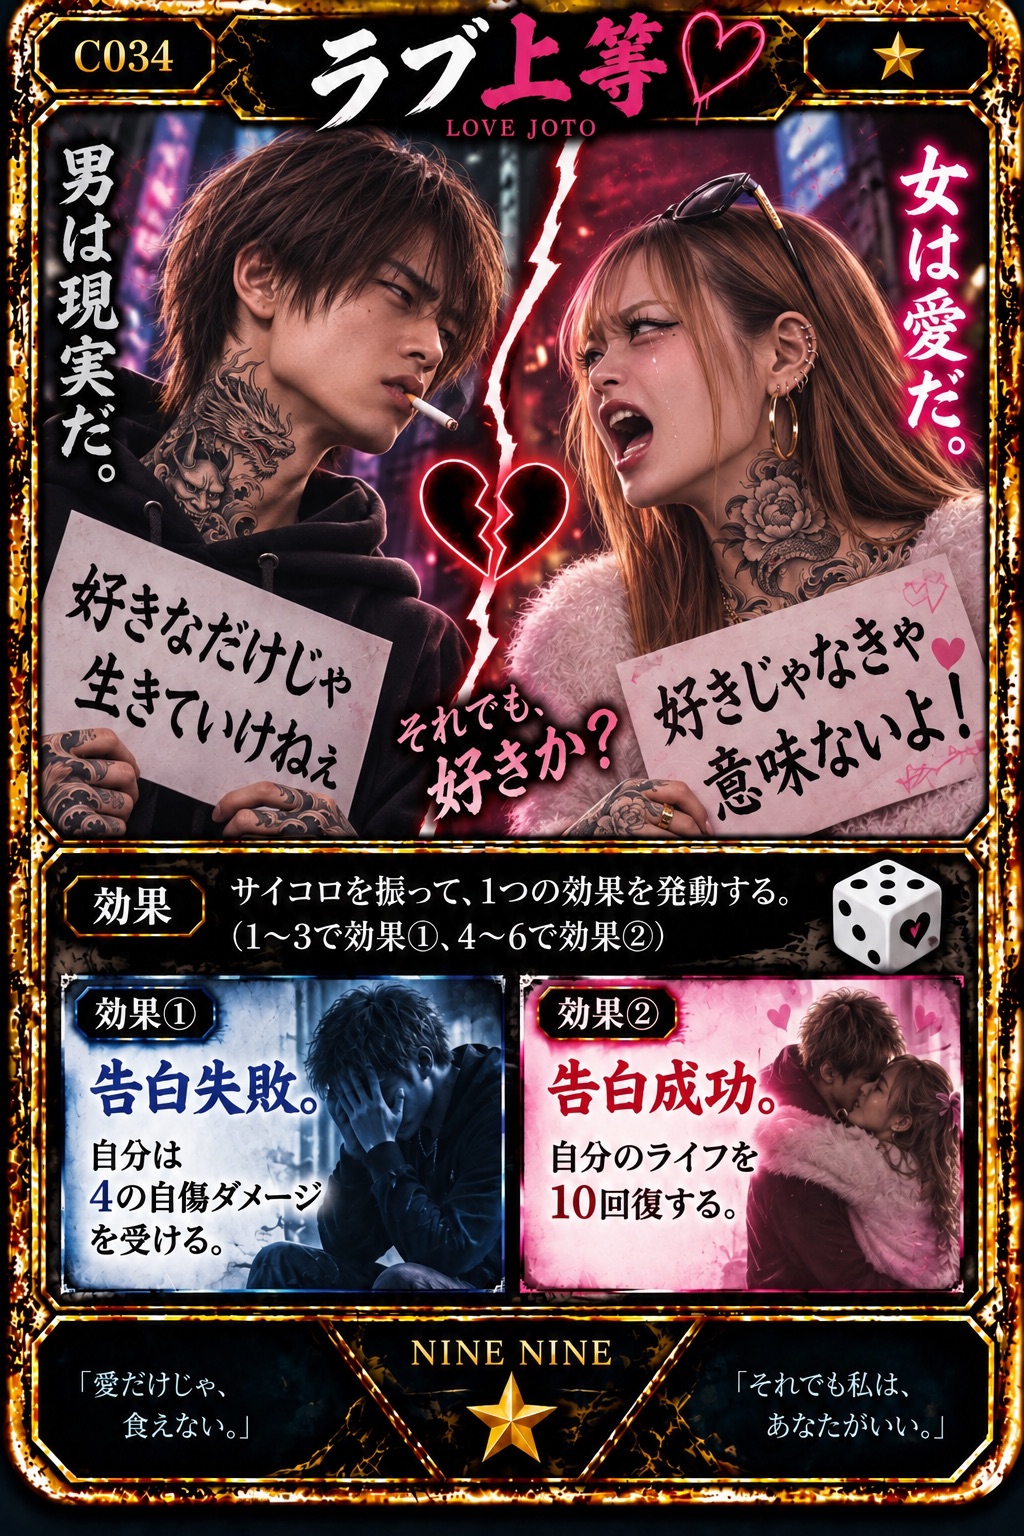 C034
ラブ上等
LOVE JOTO
男は現実だ。
女は愛だ。
好きなだけじゃ
生きていけねぇ
好きじゃなきゃ
意味ないよ!
それでも、
好きか?
効果
サイコロを振って、1つの効果を発動する。
(1~3で効果①、4~6で効果②)
効果①
告白失敗。
自分は
4の自傷ダメージ
を受ける。
効果②
告白成功。
自分のライフを
10回復する。
NINE NINE
「愛だけじゃ、
食えない。」
「それでも私は、
あなたがいい。」